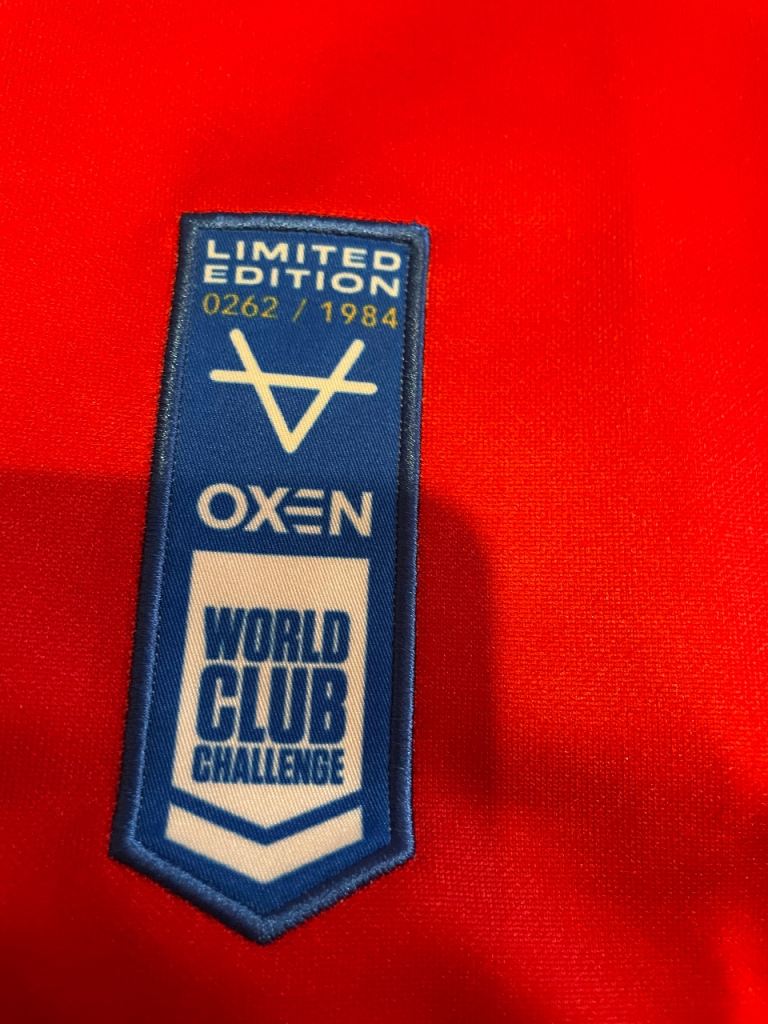 LIMITED
EDITION
0262 / 1984
OXEN
WORLD
CLUB
CHALLENGE